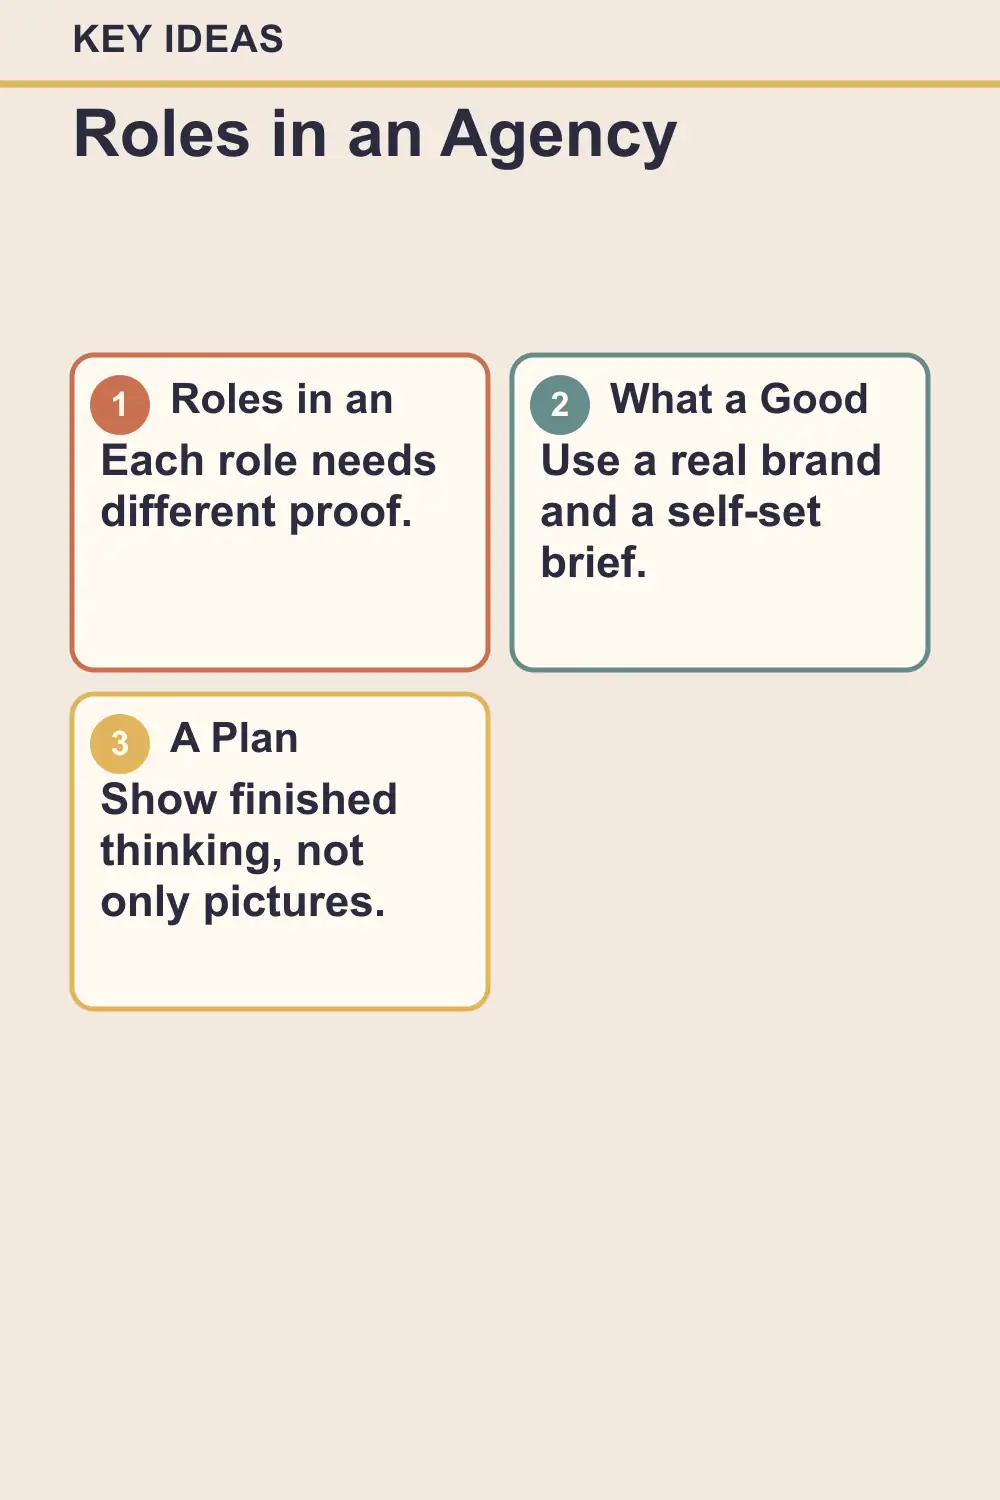 KEY IDEAS
Roles in an Agency
1 Roles in an
Each role needs
different proof.
2 What a Good
Use a real brand
and a self-set
brief.
3 A Plan
Show finished
thinking, not
only pictures.